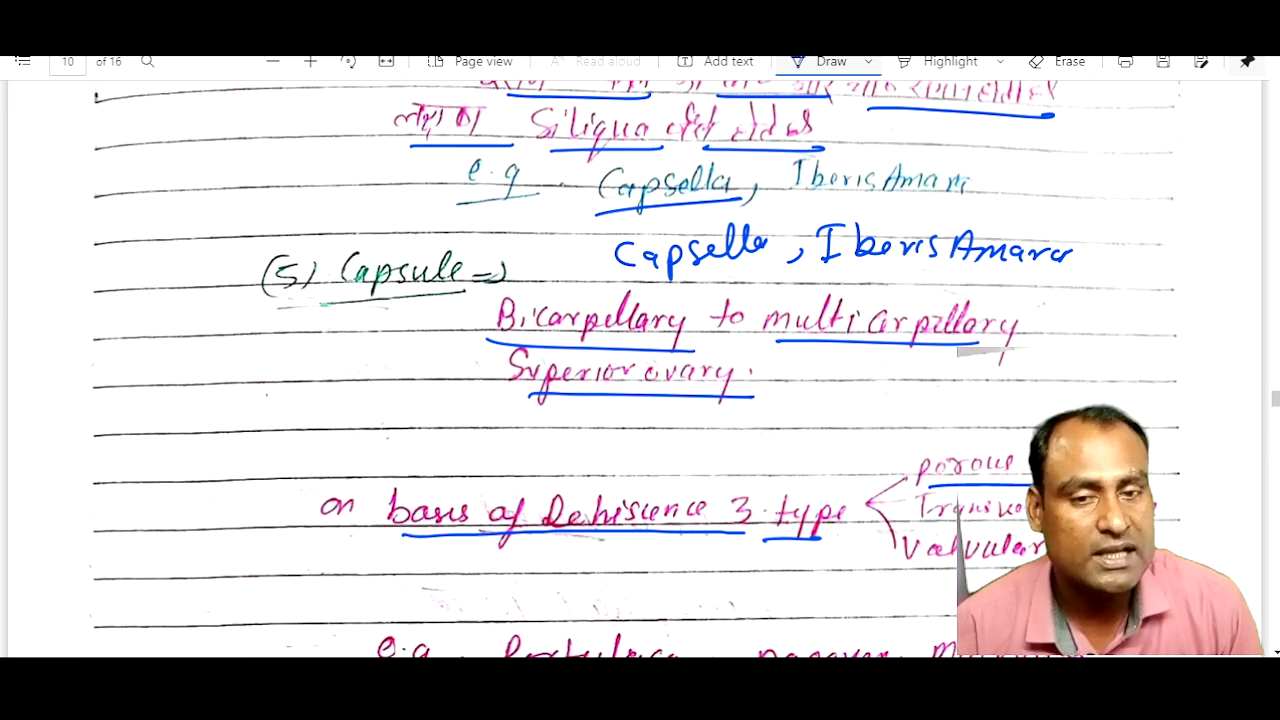 10 of 16 Page view Read aloud Add text Draw Highlight Erase
Siliqua
e.g. Capsella, Iberis Amara
Capsella, Iberis Amara
(5) Capsule =>
Bicarpellary to multicarpellary
Superior ovary.
porous
on basis of Dehiscence 3 type
Valvular
e.g. Portulaca